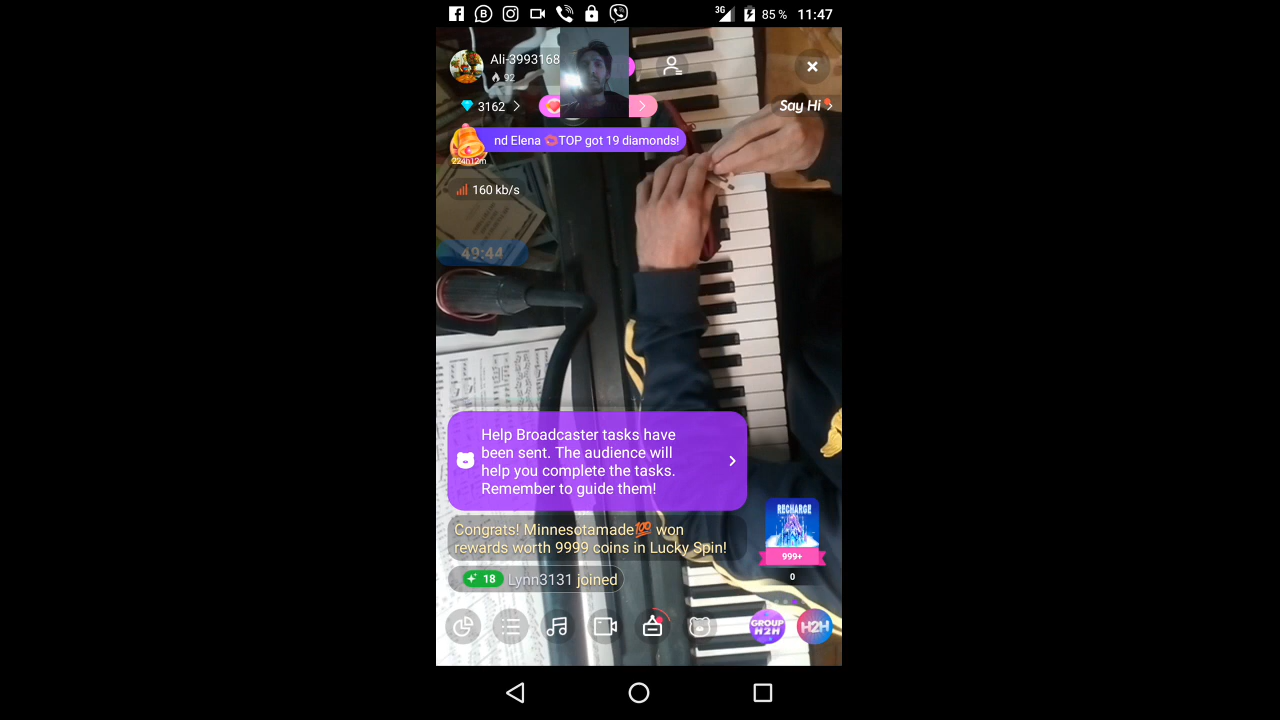 3G 85 % 11:47
Ali-3993168
92
3162
Say Hi
nd Elena 💋TOP got 19 diamonds!
224h12m
160 kb/s
49:44
Help Broadcaster tasks have
been sent. The audience will
help you complete the tasks.
Remember to guide them!
RECHARGE
999+
0
Congrats! Minnesotamade💯 won
rewards worth 9999 coins in Lucky Spin!
18 Lynn3131 joined
GROUP
H2H
H2H